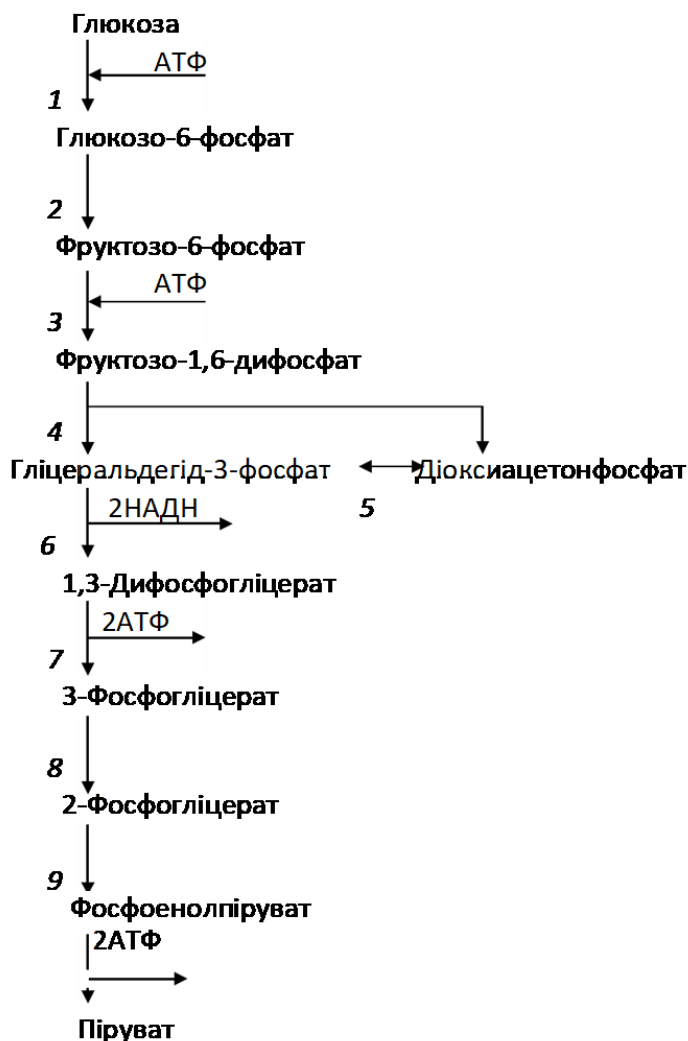 Глюкоза
АТФ
1
Глюкозо-6-фосфат
2
Фруктозо-6-фосфат
АТФ
3
Фруктозо-1,6-дифосфат
4
Гліцеральдегід-3-фосфат Діоксиацетонфосфат
2НАДН 5
6
1,3-Дифосфогліцерат
2АТФ
7
3-Фосфогліцерат
8
2-Фосфогліцерат
9
Фосфоенолпіруват
2АТФ
Піруват